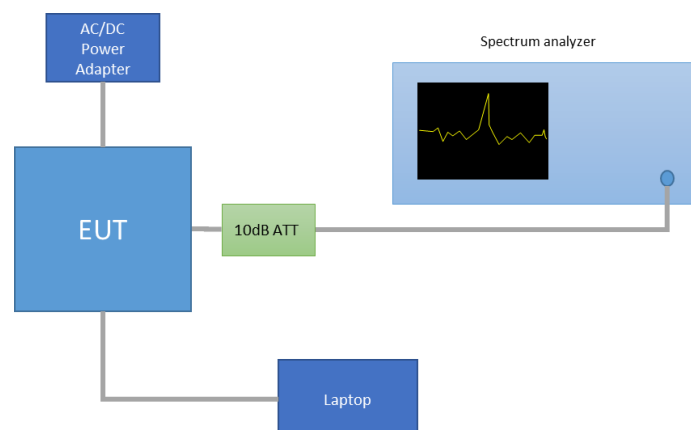 AC/DC
Power
Adapter
Spectrum analyzer
EUT
10dB ATT
Laptop